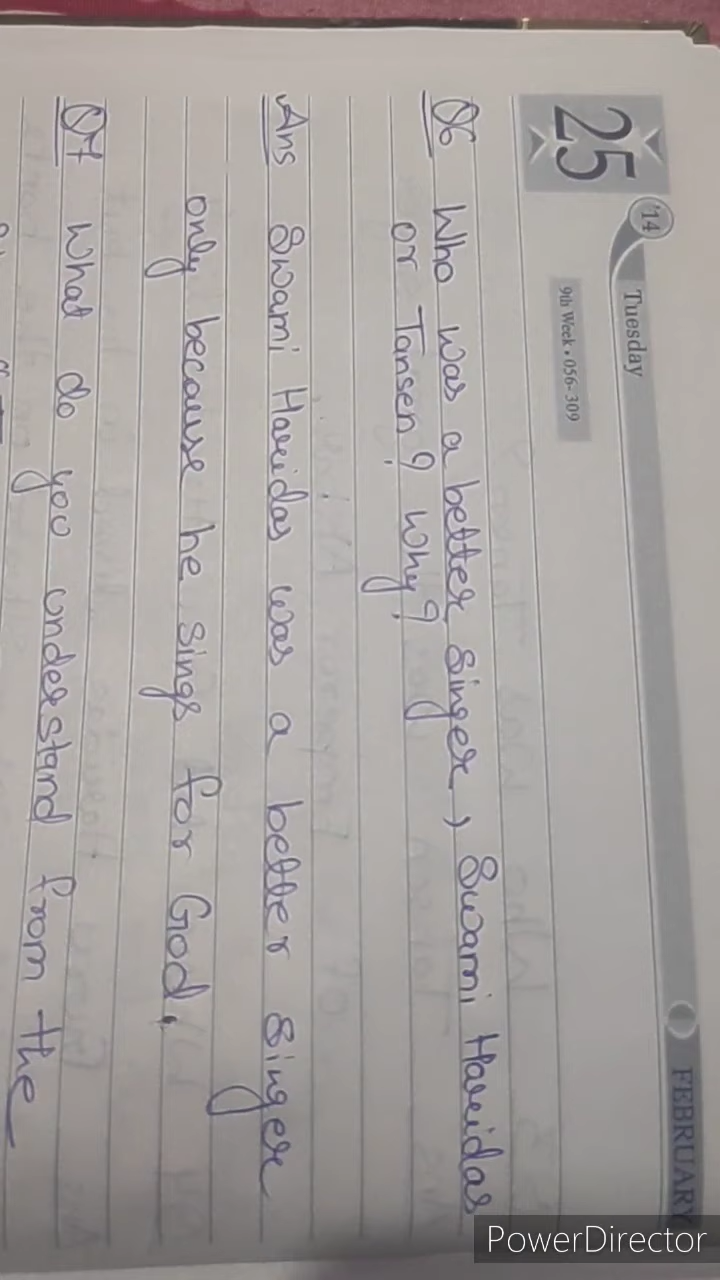 25
'14
Tuesday
FEBRUARY
9th Week • 056-309
Q6 Who was a better singer, Swami Haridas
or Tansen? Why?
Ans Swami Haridas was a better singer
only because he sings for God.
Q7 What do you understand from the
PowerDirector